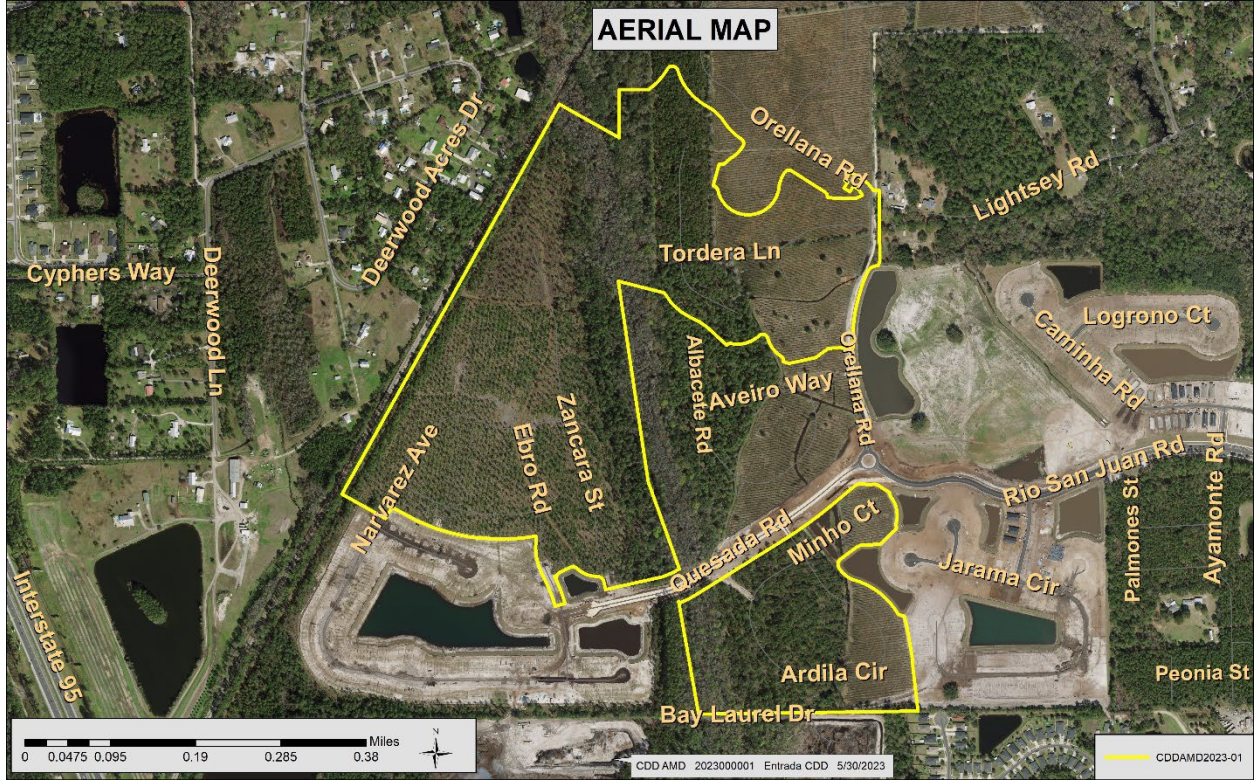 AERIAL MAP
Orellana Rd
Deerwood Acres Dr
Lightsey Rd
Cyphers Way
Deerwood Ln
Tordera Ln
Logrono Ct
Caminha Rd
Albacete Rd
Aveiro Way
Orellana Rd
Zancara St
Ebro Rd
Narvarez Ave
Rio San Juan Rd
Palmones St
Ayamonte Rd
Quesada Rd
Minho Ct
Jarama Cir
Interstate 95
Ardila Cir
Peonia St
Bay Laurel Dr
Miles
0 0.0475 0.095 0.19 0.285 0.38
N
CDD AMD 2023000001 Entrada CDD 5/30/2023
CDDAMD2023-01